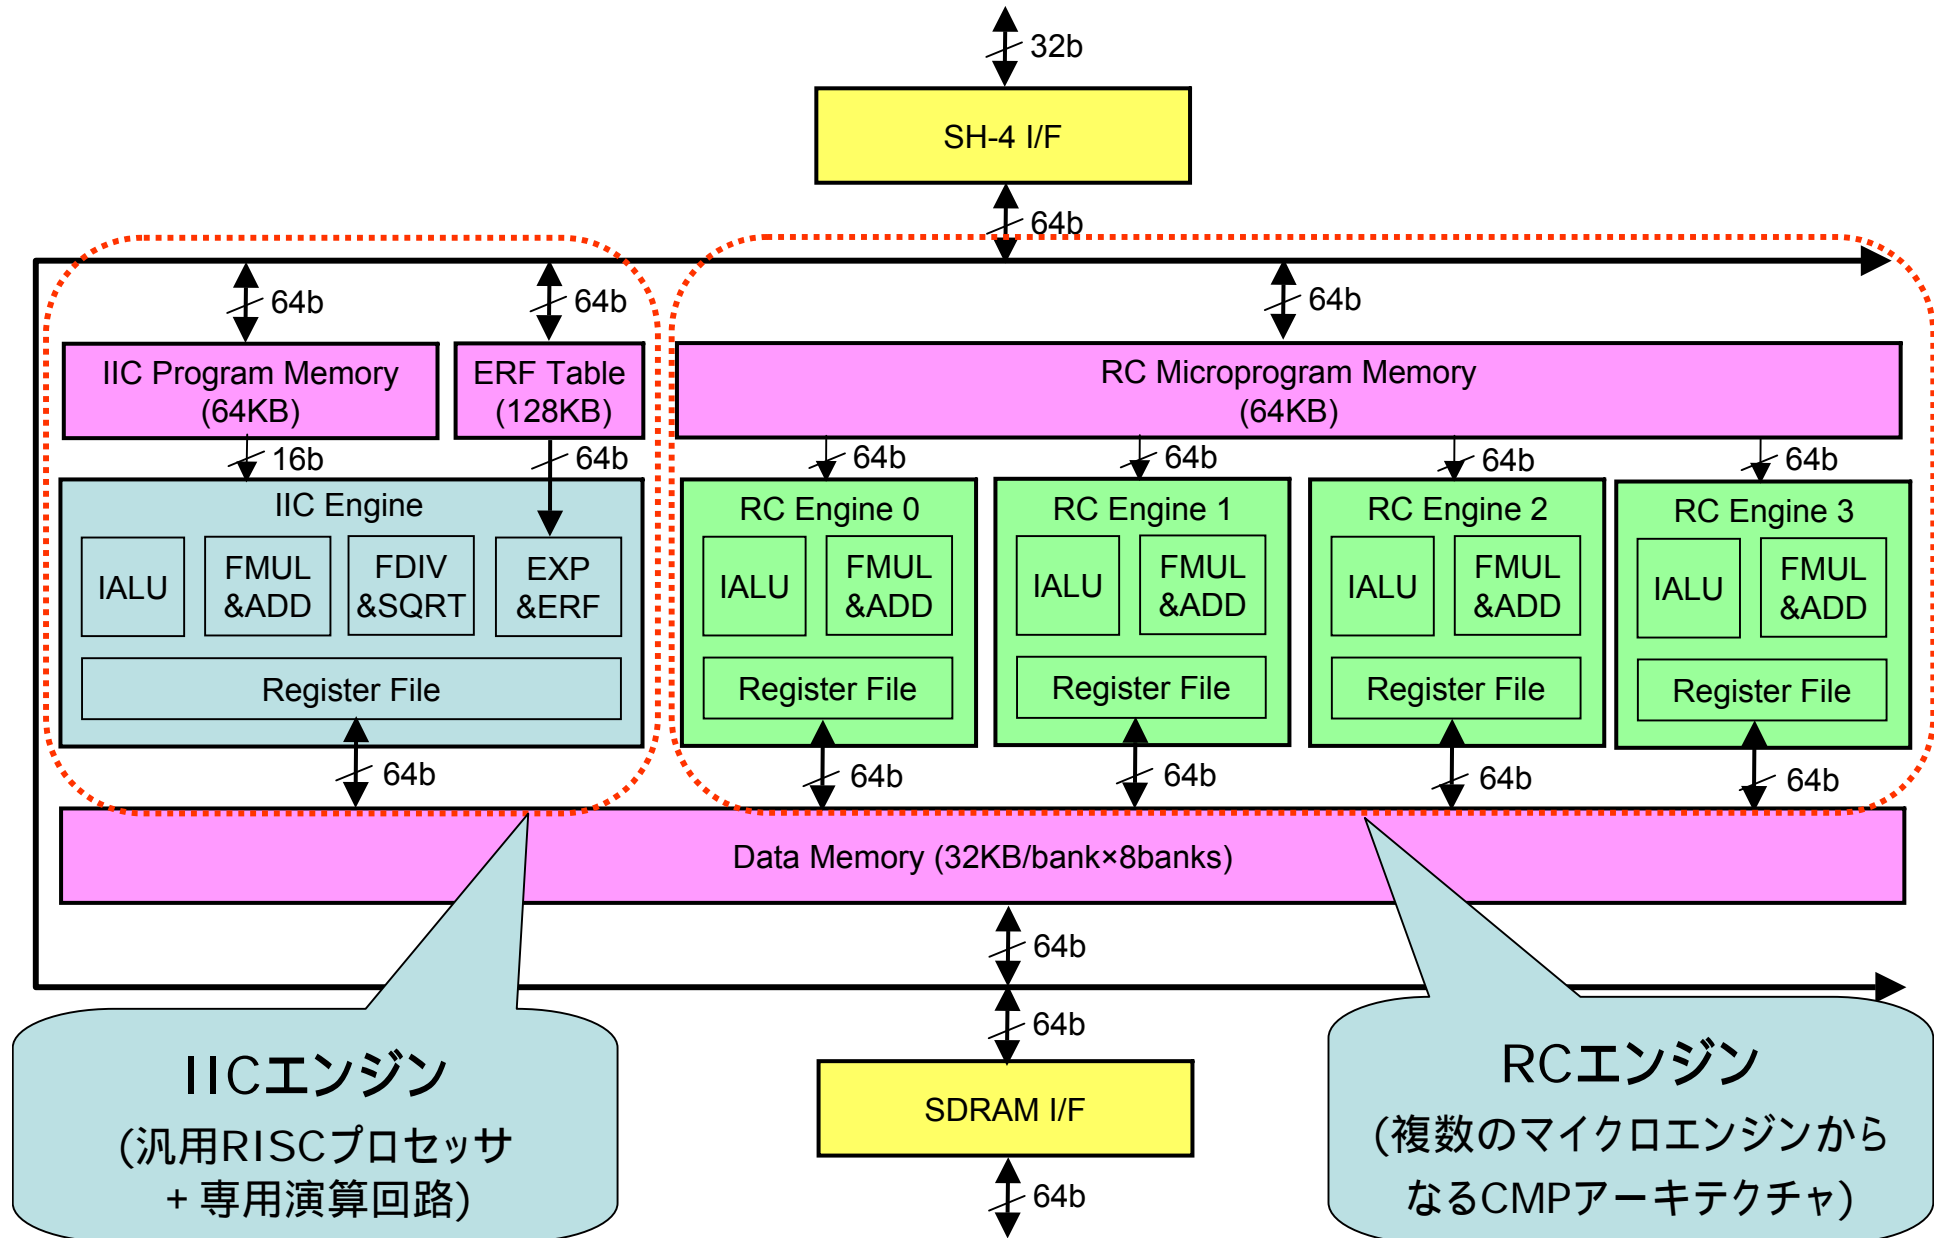 32b
SH-4 I/F
64b
64b
64b
64b
IIC Program Memory
(64KB)
ERF Table
(128KB)
RC Microprogram Memory
(64KB)
16b
64b
64b
64b
64b
64b
IIC Engine
IALU
FMUL
&ADD
FDIV
&SQRT
EXP
&ERF
Register File
RC Engine 0
IALU
FMUL
&ADD
Register File
RC Engine 1
IALU
FMUL
&ADD
Register File
RC Engine 2
IALU
FMUL
&ADD
Register File
RC Engine 3
IALU
FMUL
&ADD
Register File
64b
64b
64b
64b
64b
Data Memory (32KB/bank×8banks)
64b
64b
SDRAM I/F
64b
IICエンジン
(汎用RISCプロセッサ
+ 専用演算回路)
RCエンジン
(複数のマイクロエンジンから
なるCMPアーキテクチャ)